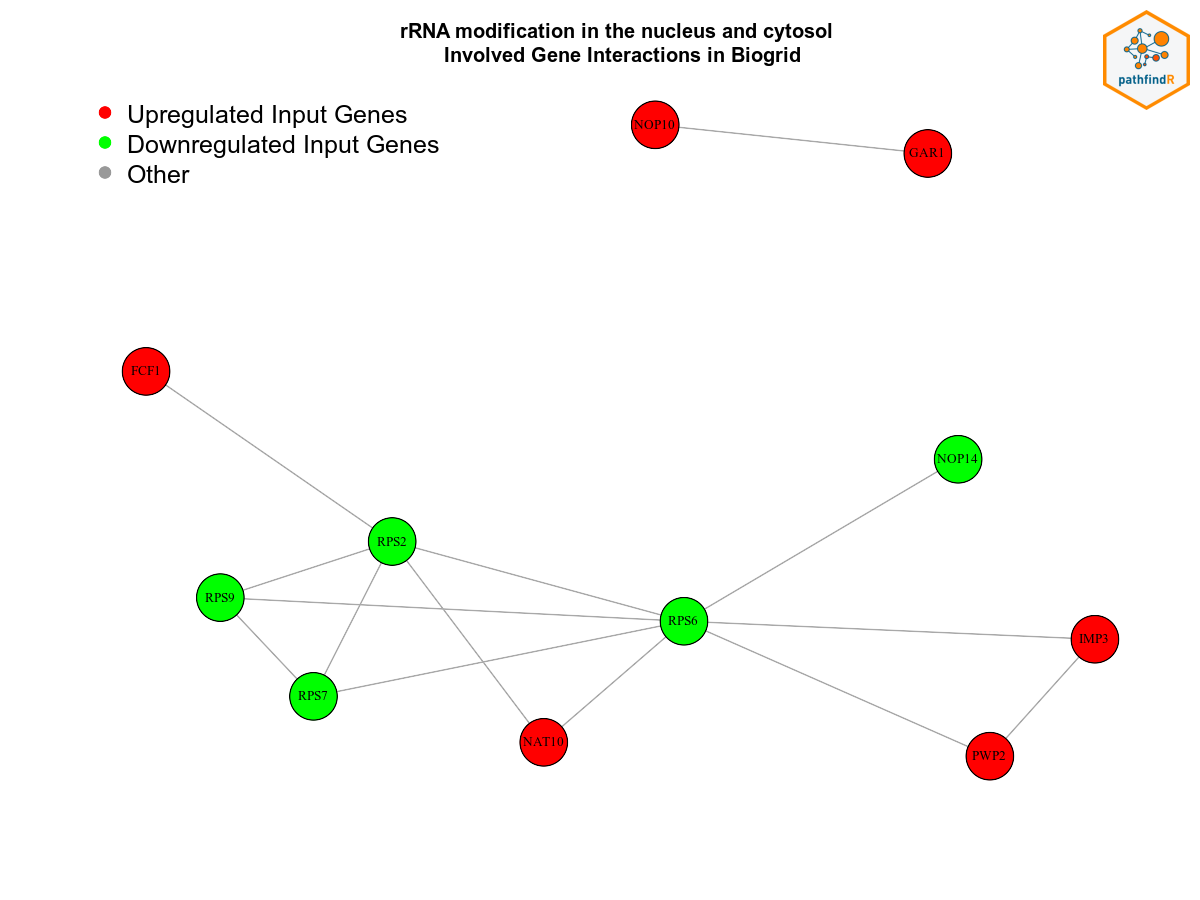 rRNA modification in the nucleus and cytosol
Involved Gene Interactions in Biogrid
pathfindR
Upregulated Input Genes
Downregulated Input Genes
Other
NOP10
GAR1
FCF1
NOP14
RPS2
RPS9
RPS6
IMP3
RPS7
NAT10
PWP2